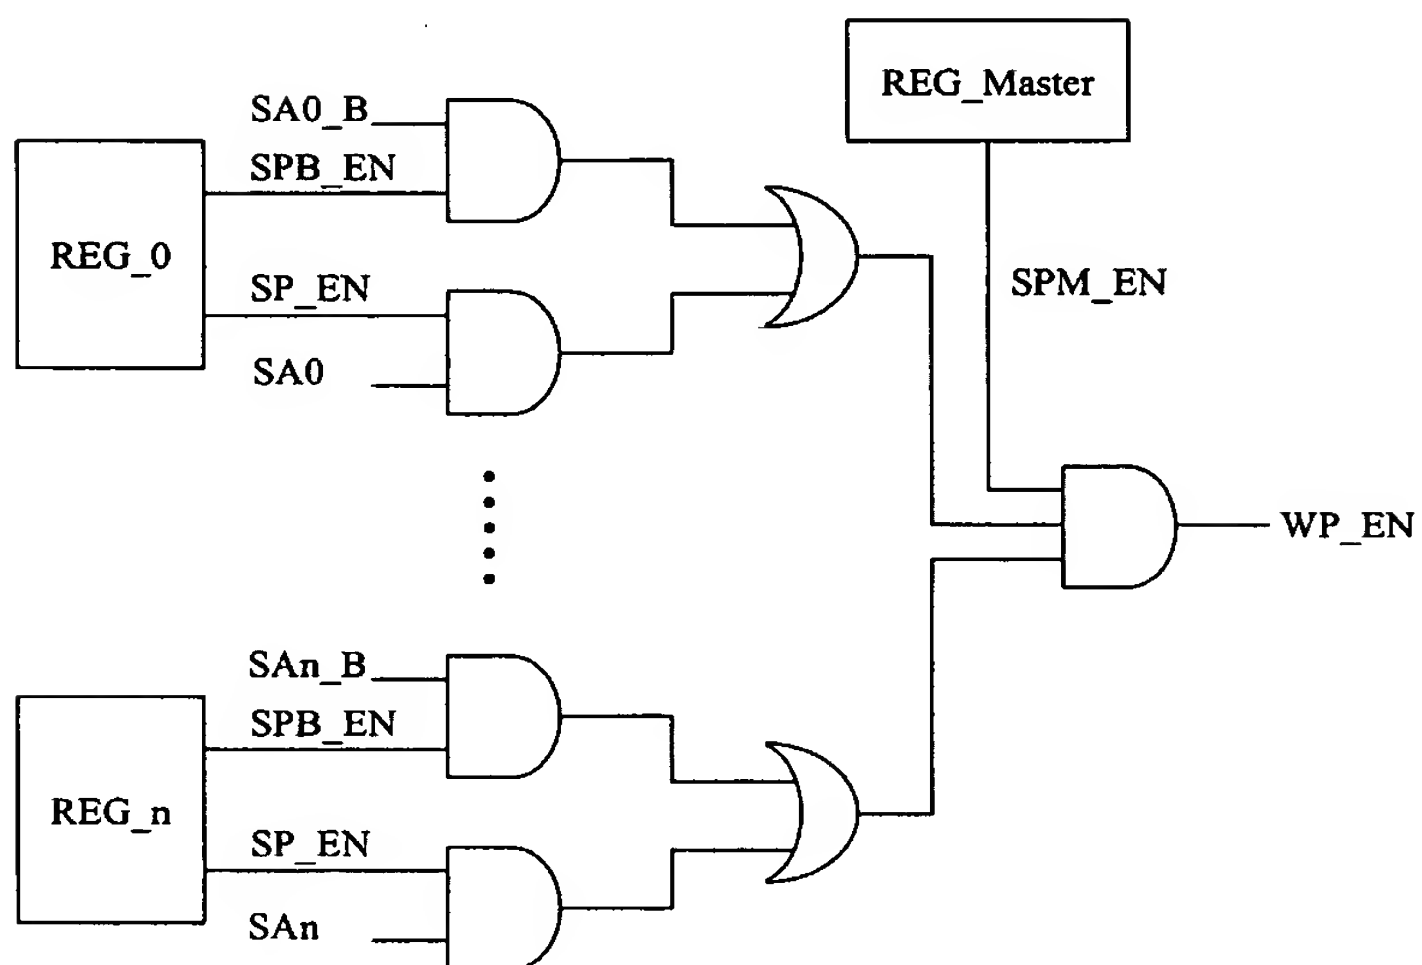 REG_Master
SA0_B
SPB_EN
REG_0
SP_EN
SPM_EN
SA0
WP_EN
SAn_B
SPB_EN
REG_n
SP_EN
SAn